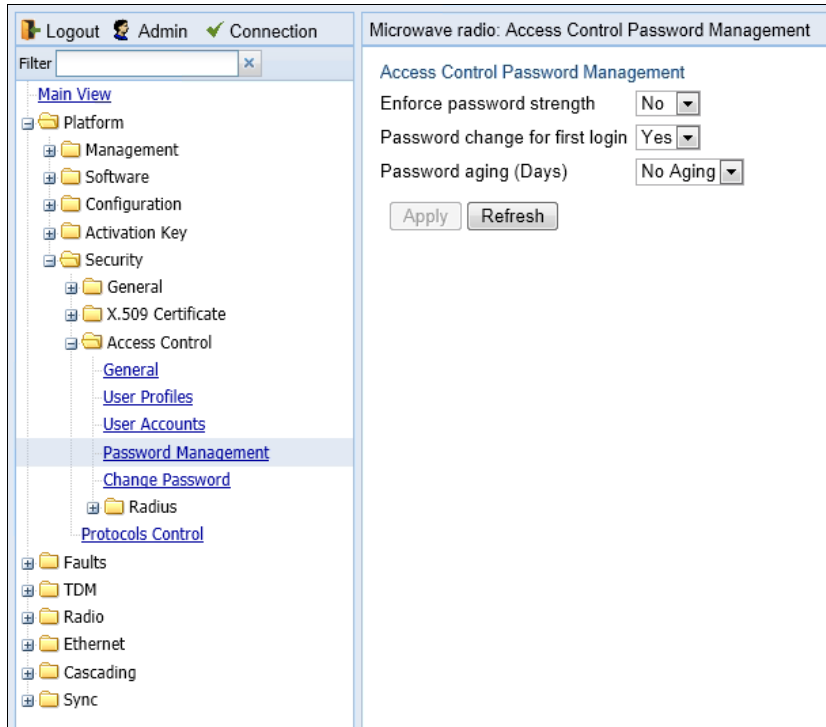 Logout Admin Connection
Filter
Main View
Platform
Management
Software
Configuration
Activation Key
Security
General
X.509 Certificate
Access Control
General
User Profiles
User Accounts
Password Management
Change Password
Radius
Protocols Control
Faults
TDM
Radio
Ethernet
Cascading
Sync
Microwave radio: Access Control Password Management
Access Control Password Management
Enforce password strength No
Password change for first login Yes
Password aging (Days) No Aging
Apply Refresh